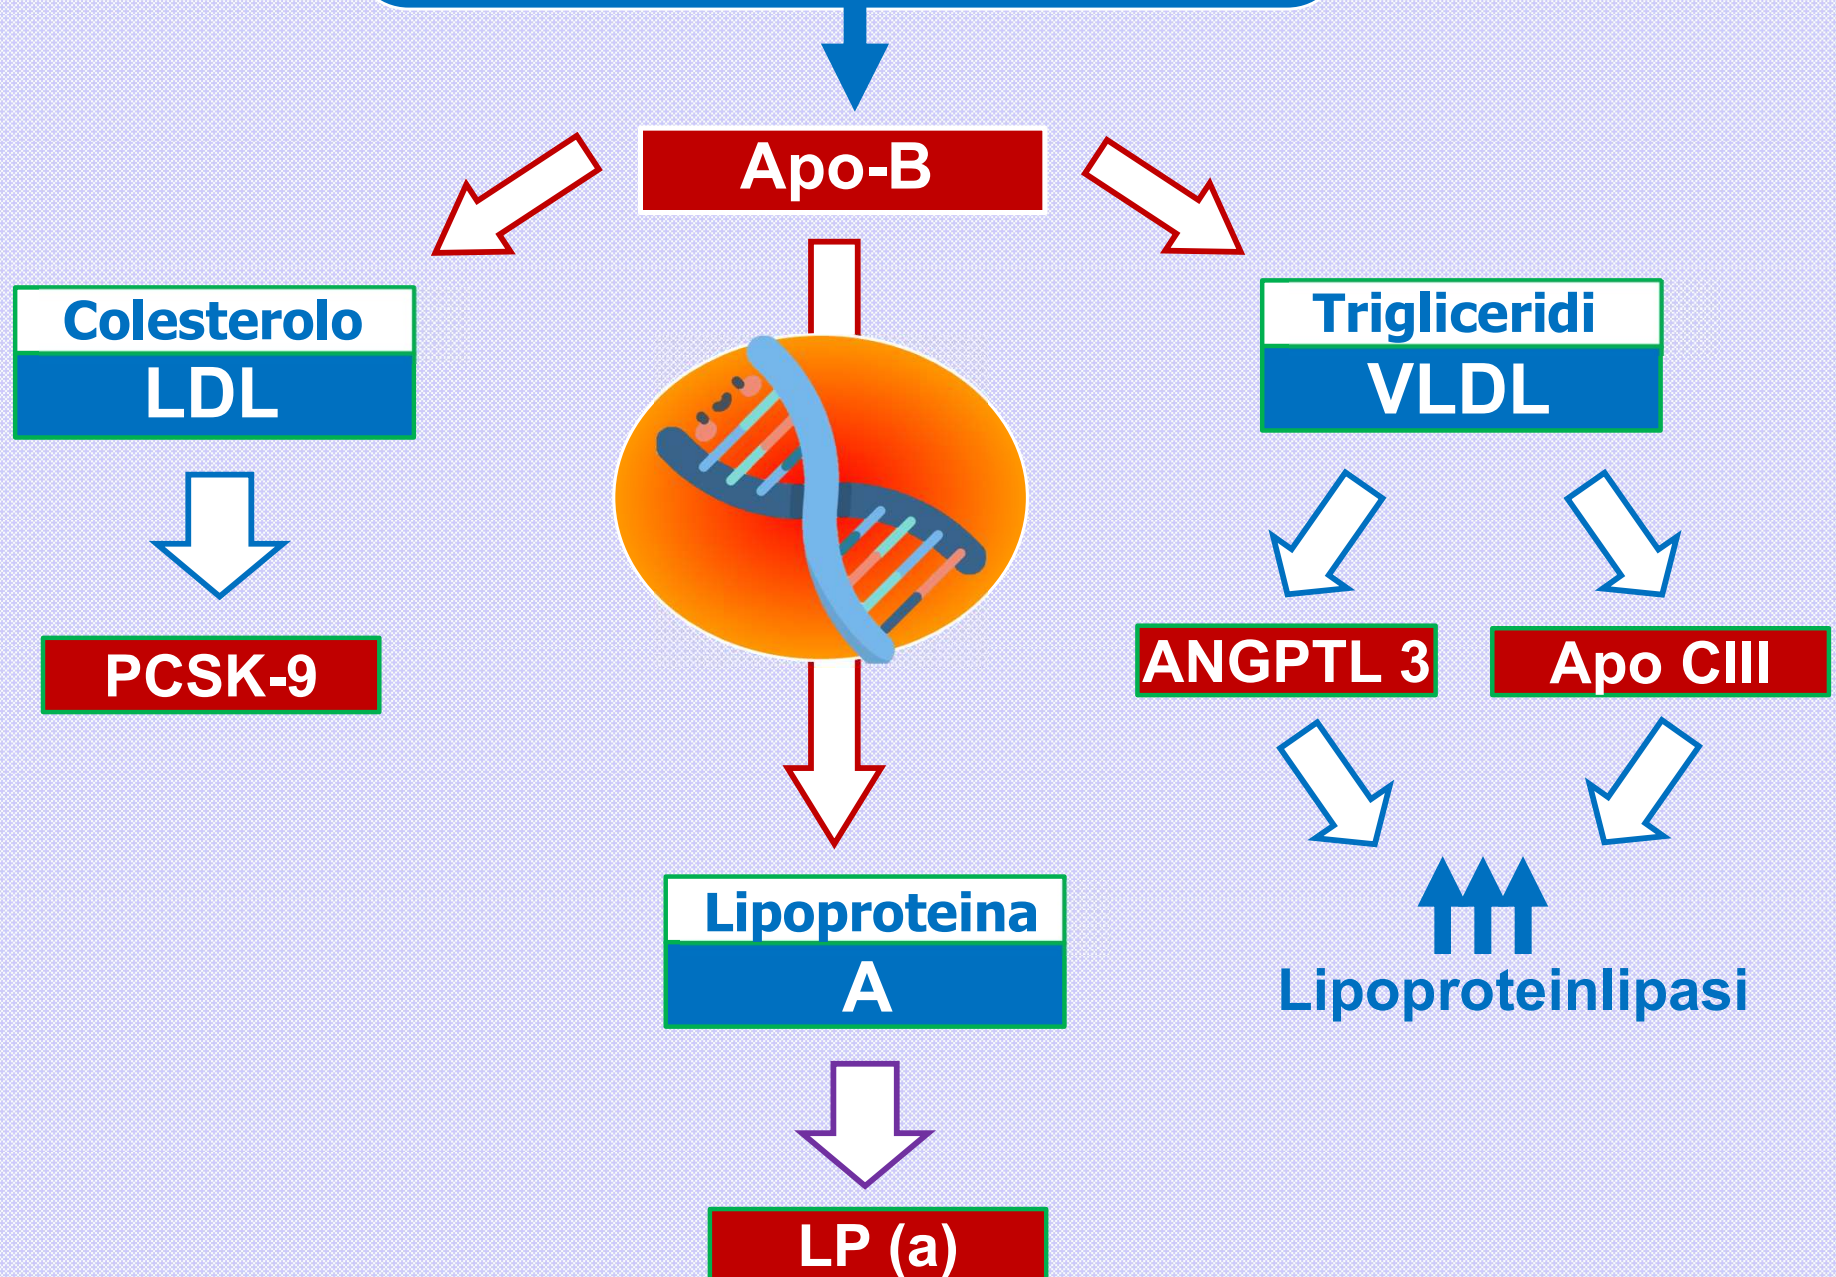 Apo-B
Colesterolo
LDL
Trigliceridi
VLDL
PCSK-9
ANGPTL 3
Apo CIII
Lipoproteina
A
Lipoproteinlipasi
LP (a)